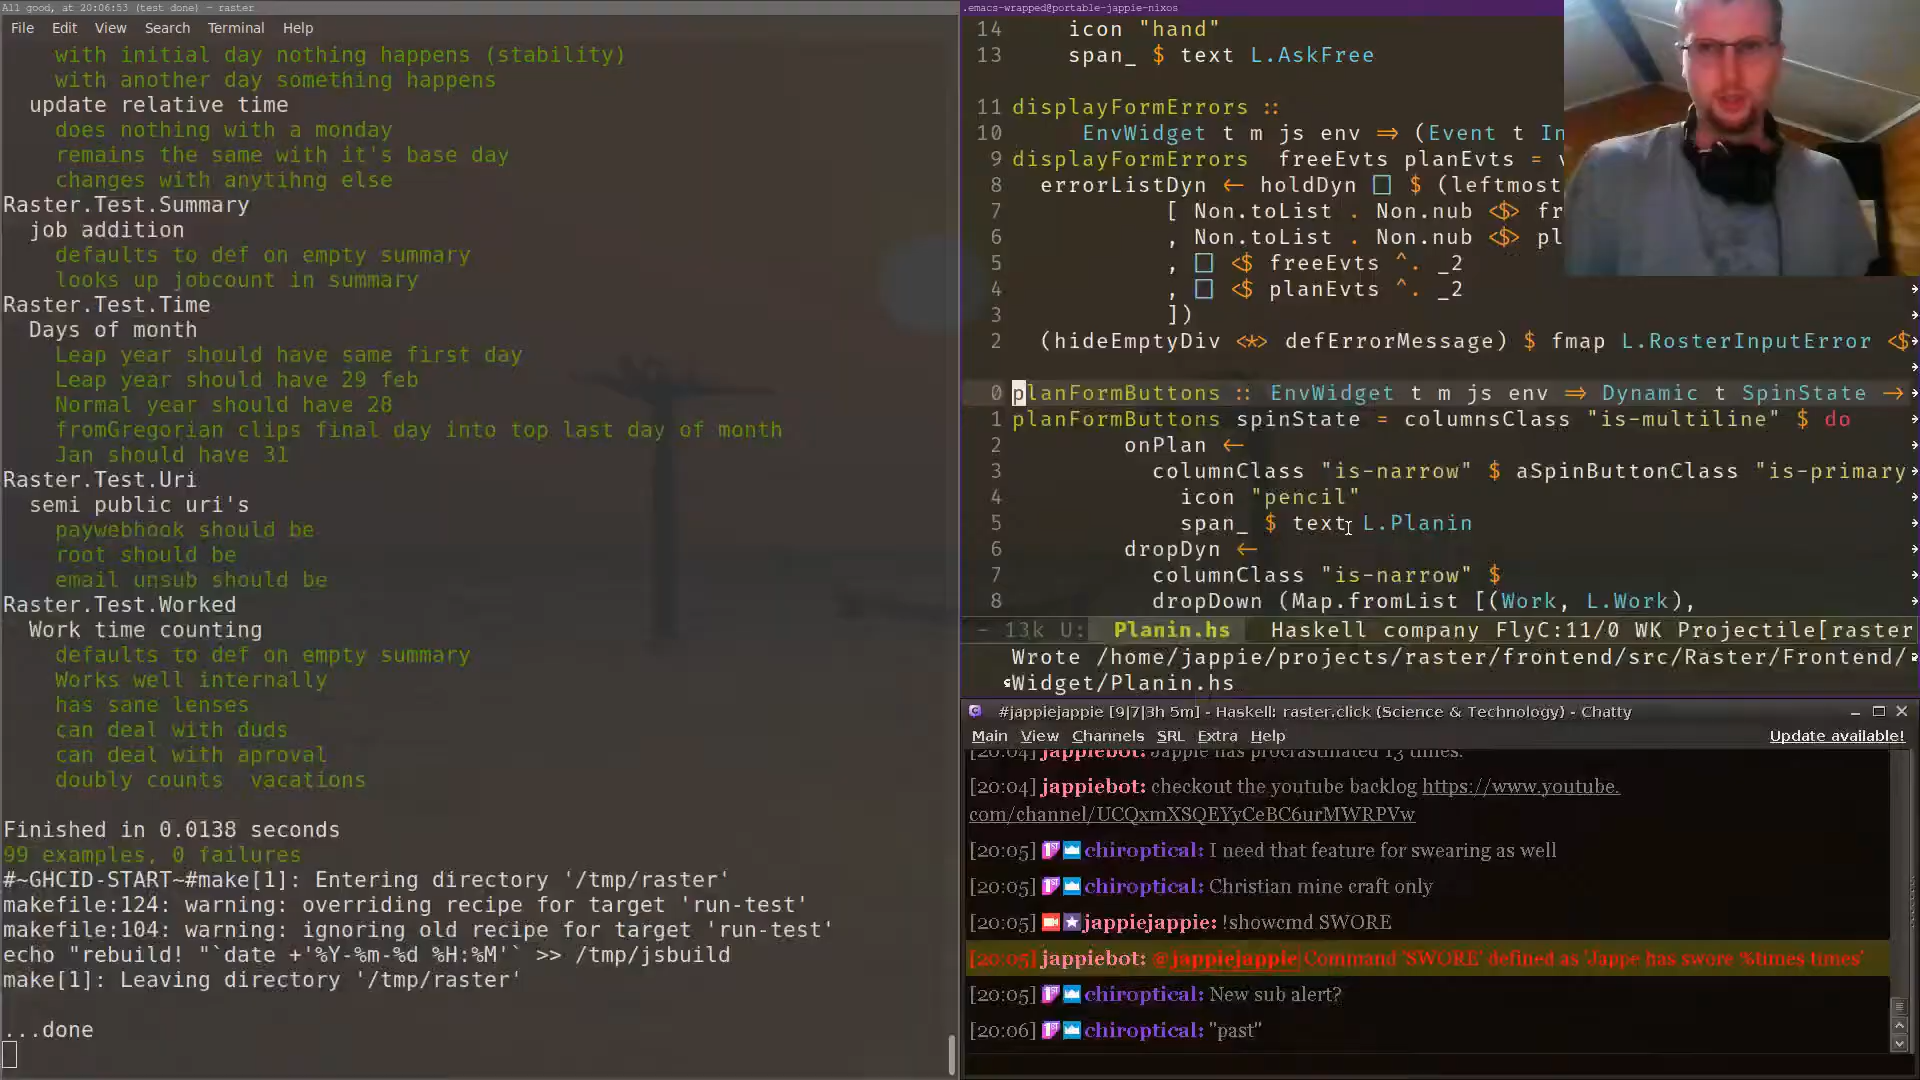 All good, at 20:06:53 (test done) – raster
File Edit View Search Terminal Help
with initial day nothing happens (stability)
with another day something happens
update relative time
does nothing with a monday
remains the same with it's base day
changes with anytihng else
Raster.Test.Summary
job addition
defaults to def on empty summary
looks up jobcount in summary
Raster.Test.Time
Days of month
Leap year should have same first day
Leap year should have 29 feb
Normal year should have 28
fromGregorian clips final day into top last day of month
Jan should have 31
Raster.Test.Uri
semi public uri's
paywebhook should be
root should be
email unsub should be
Raster.Test.Worked
Work time counting
defaults to def on empty summary
Works well internally
has sane lenses
can deal with duds
can deal with aproval
doubly counts  vacations
Finished in 0.0138 seconds
99 examples, 0 failures
#~GHCID-START~#make[1]: Entering directory '/tmp/raster'
makefile:124: warning: overriding recipe for target 'run-test'
makefile:104: warning: ignoring old recipe for target 'run-test'
echo "rebuild! "`date +'%Y-%m-%d %H:%M'` >> /tmp/jsbuild
make[1]: Leaving directory '/tmp/raster'
...done
.emacs-wrapped@portable-jappie-nixos
14 icon "hand"
13 span_ $ text L.AskFree
11 displayFormErrors ::
10 EnvWidget t m js env ⇒ (Event t In
9 displayFormErrors  freeEvts planEvts =
8 errorListDyn ← holdDyn □ $ (leftmost
7 [ Non.toList . Non.nub <$> fr
6 , Non.toList . Non.nub <$> pl
5 , □ <$ freeEvts ^. _2
4 , □ <$ planEvts ^. _2
3 ])
2 (hideEmptyDiv <*> defErrorMessage) $ fmap L.RosterInputError <$
0 planFormButtons :: EnvWidget t m js env ⇒ Dynamic t SpinState →
1 planFormButtons spinState = columnsClass "is-multiline" $ do
2 onPlan ←
3 columnClass "is-narrow" $ aSpinButtonClass "is-primary
4 icon "pencil"
5 span_ $ text L.Planin
6 dropDyn ←
7 columnClass "is-narrow" $
8 dropDown (Map.fromList [(Work, L.Work),
- 13k U: Planin.hs Haskell company FlyC:11/0 WK Projectile[raster
Wrote /home/jappie/projects/raster/frontend/src/Raster/Frontend/
Widget/Planin.hs
#jappiejappie [9|7|3h 5m] - Haskell: raster.click (Science & Technology) - Chatty
Main View Channels SRL Extra Help Update available!
[20:04] jappiebot: Jappie has procrastinated 13 times.
[20:04] jappiebot: checkout the youtube backlog https://www.youtube.
com/channel/UCQxmXSQEYyCeBC6urMWRPVw
[20:05] chiroptical: I need that feature for swearing as well
[20:05] chiroptical: Christian mine craft only
[20:05] jappiejappie: !showcmd SWORE
[20:05] jappiebot: @jappiejappie Command 'SWORE' defined as 'Jappe has swore %times times'
[20:05] chiroptical: New sub alert?
[20:06] chiroptical: "past"